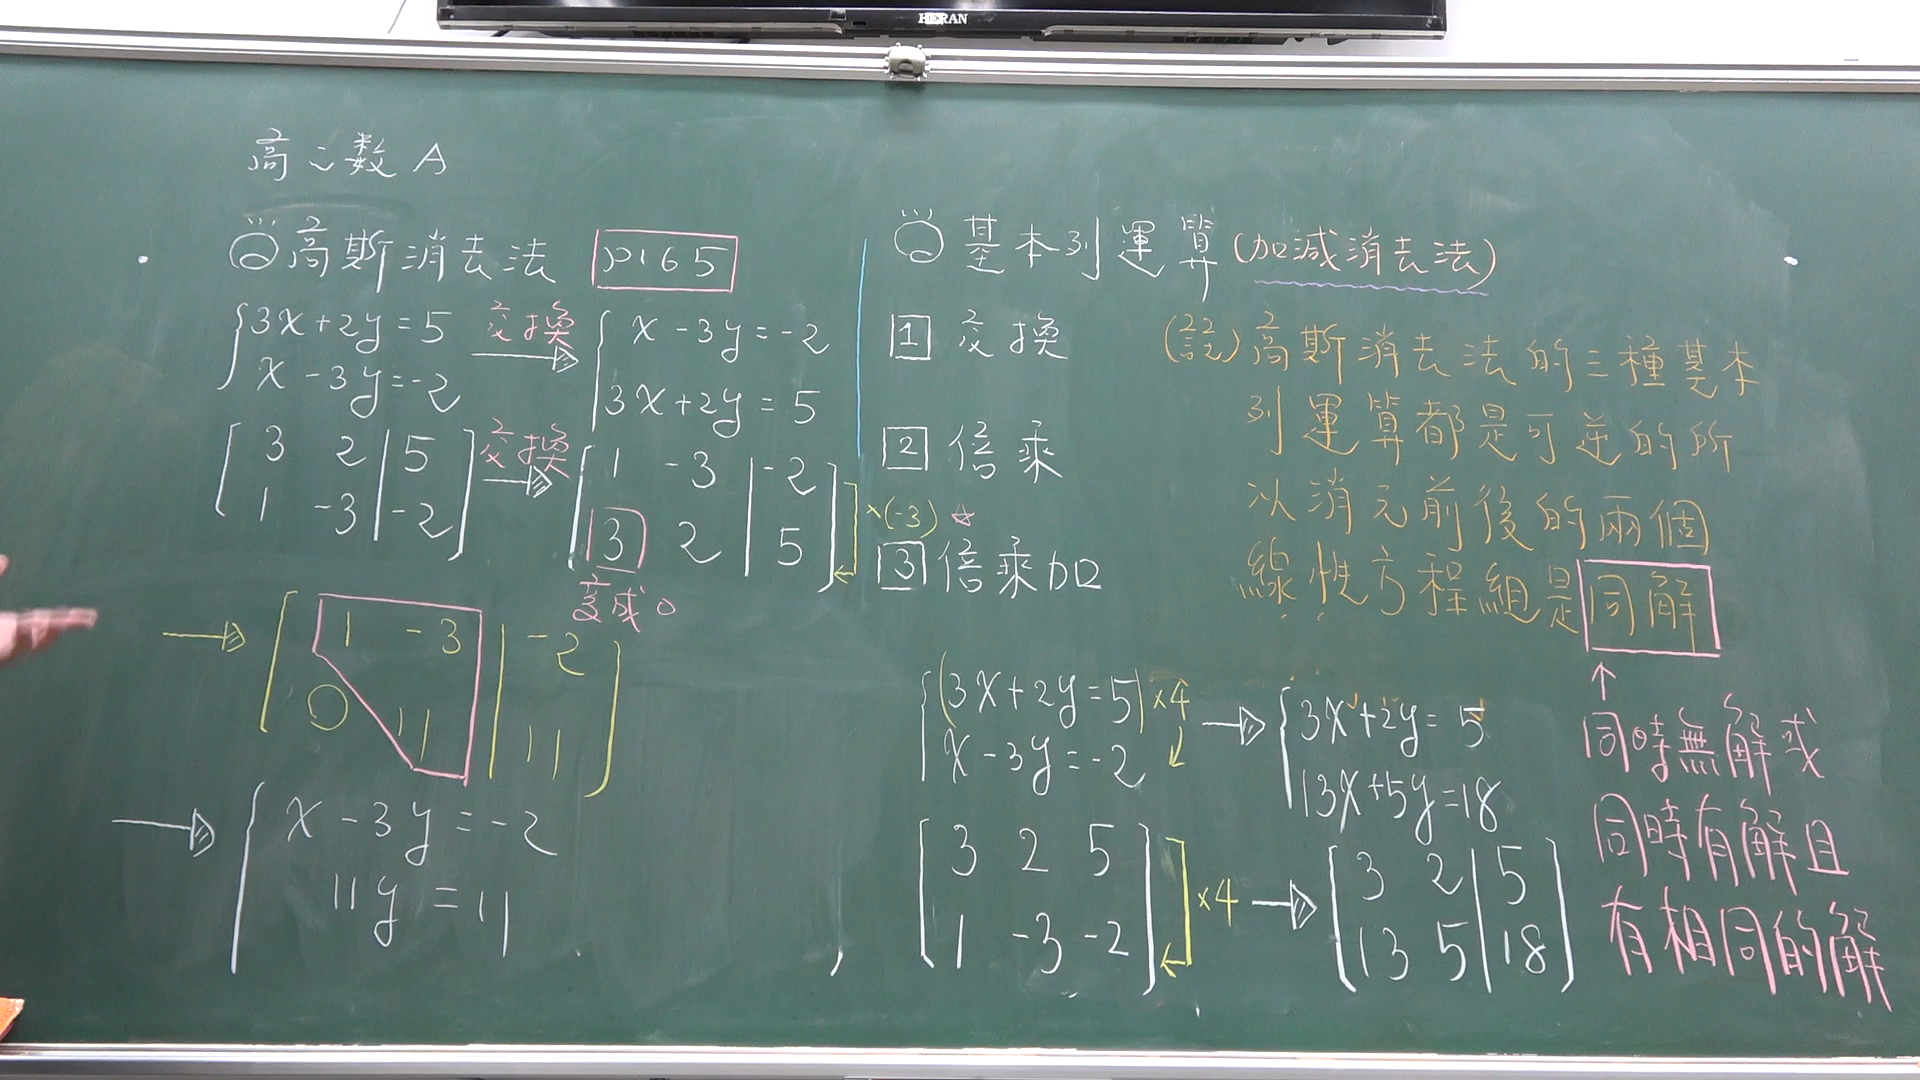 HERAN
高二数A
高斯消去法 P165
3x+2y=5 交換 x-3y=-2
x-3y=-2 3x+2y=5
3 2 | 5 交換 1 -3 | -2
1 -3 | -2 3 2 | 5 ×(-3) ☆
变成0
1 -3 | -2
0 11 | 11
x-3y=-2
11y=11
基本列運算(加減消去法)
1 交換
2 倍乘
3 倍乘加
(註)高斯消去法的三種基本
列運算都是可逆的所
以消元前後的兩個
線性方程組是同解
↑
同時無解或
同時有解且
有相同的解
(3x+2y=5)×4 3x+2y=5
x-3y=-2 13x+5y=18
3 2 5 ×4 3 2 | 5
1 -3 -2 13 5 | 18